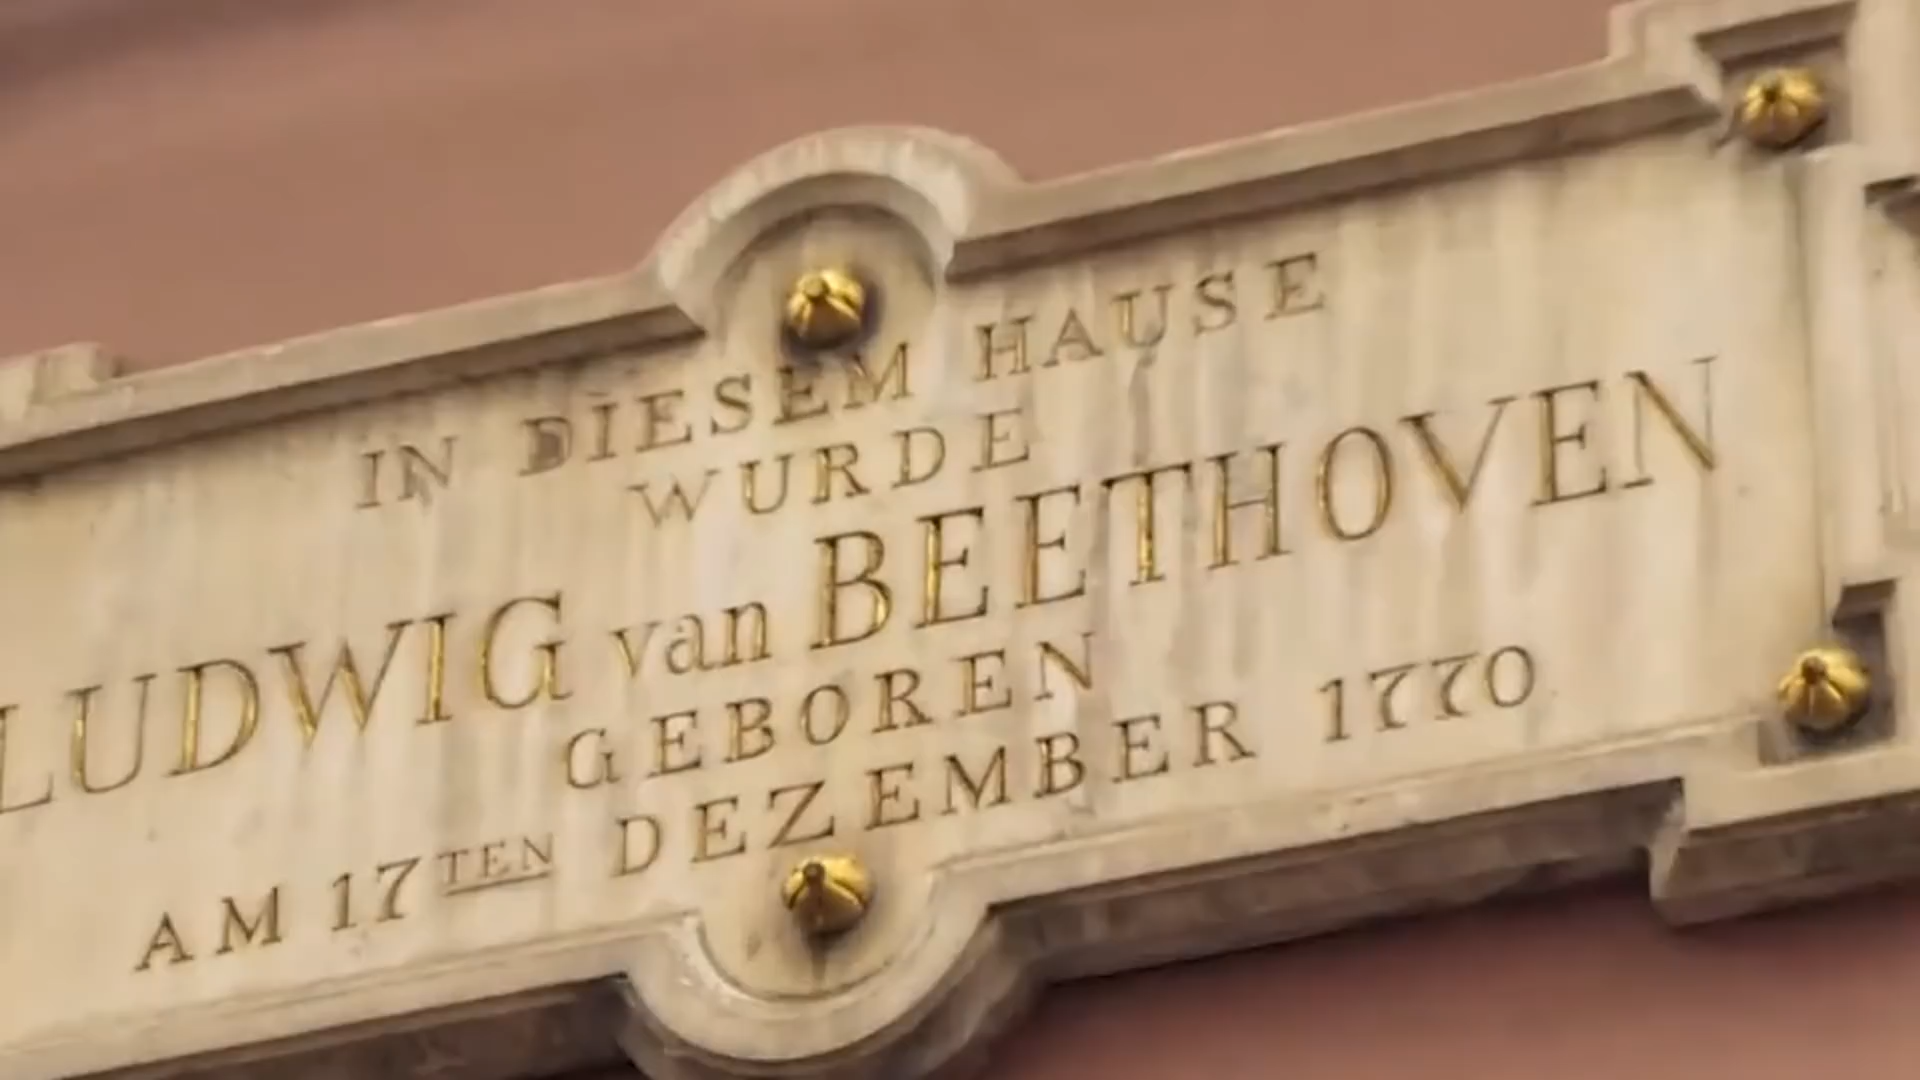 IN DIESEM HAUSE
WURDE
LUDWIG van BEETHOVEN
GEBOREN
AM 17TEN DEZEMBER 1770